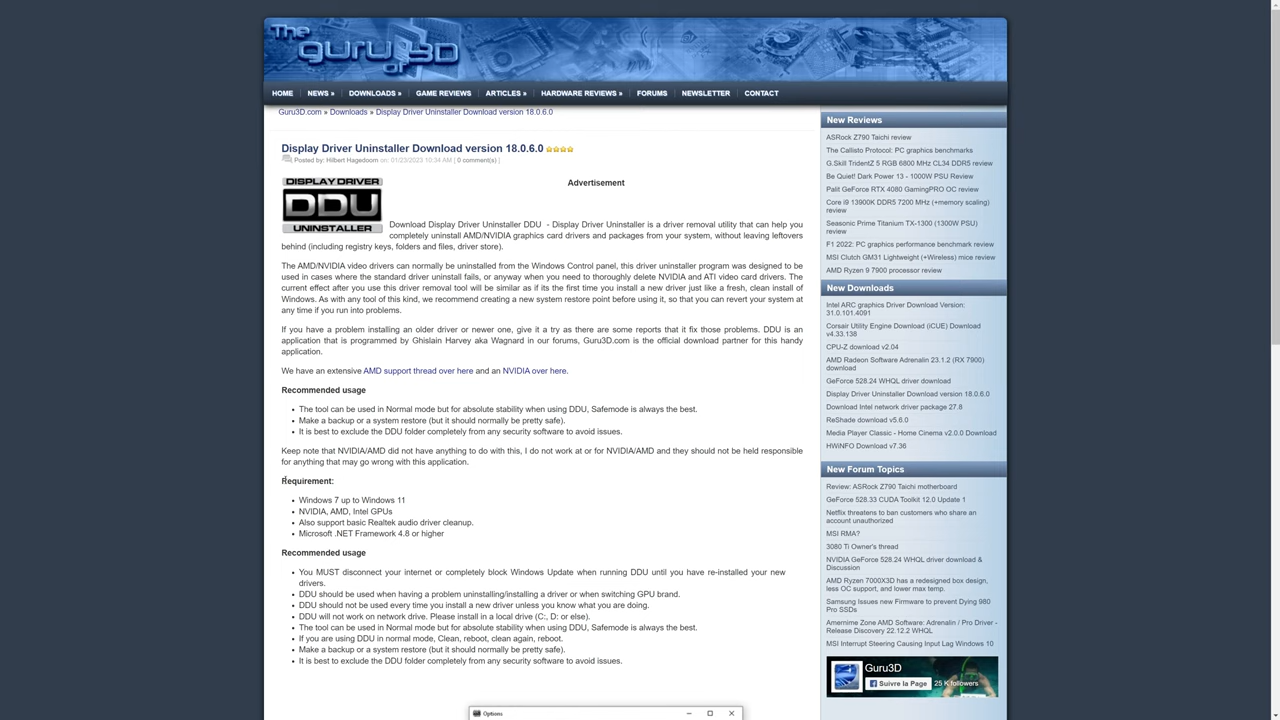 The
guru of 3D
HOME
NEWS »
DOWNLOADS »
GAME REVIEWS
ARTICLES »
HARDWARE REVIEWS »
FORUMS
NEWSLETTER
CONTACT
Guru3D.com » Downloads » Display Driver Uninstaller Download version 18.0.6.0
Display Driver Uninstaller Download version 18.0.6.0
Posted by: Hilbert Hagedoorn on: 01/23/2023 10:34 AM [ 0 comment(s) ]
DISPLAY DRIVER
DDU
UNINSTALLER
Advertisement
Download Display Driver Uninstaller DDU - Display Driver Uninstaller is a driver removal utility that can help you
completely uninstall AMD/NVIDIA graphics card drivers and packages from your system, without leaving leftovers
behind (including registry keys, folders and files, driver store).
The AMD/NVIDIA video drivers can normally be uninstalled from the Windows Control panel, this driver uninstaller program was designed to be
used in cases where the standard driver uninstall fails, or anyway when you need to thoroughly delete NVIDIA and ATI video card drivers. The
current effect after you use this driver removal tool will be similar as if its the first time you install a new driver just like a fresh, clean install of
Windows. As with any tool of this kind, we recommend creating a new system restore point before using it, so that you can revert your system at
any time if you run into problems.
If you have a problem installing an older driver or newer one, give it a try as there are some reports that it fix those problems. DDU is an
application that is programmed by Ghislain Harvey aka Wagnard in our forums, Guru3D.com is the official download partner for this handy
application.
We have an extensive AMD support thread over here and an NVIDIA over here.
Recommended usage
• The tool can be used in Normal mode but for absolute stability when using DDU, Safemode is always the best.
• Make a backup or a system restore (but it should normally be pretty safe).
• It is best to exclude the DDU folder completely from any security software to avoid issues.
Keep note that NVIDIA/AMD did not have anything to do with this, I do not work at or for NVIDIA/AMD and they should not be held responsible
for anything that may go wrong with this application.
Requirement:
• Windows 7 up to Windows 11
• NVIDIA, AMD, Intel GPUs
• Also support basic Realtek audio driver cleanup.
• Microsoft .NET Framework 4.8 or higher
Recommended usage
• You MUST disconnect your internet or completely block Windows Update when running DDU until you have re-installed your new
drivers.
• DDU should be used when having a problem uninstalling/installing a driver or when switching GPU brand.
• DDU should not be used every time you install a new driver unless you know what you are doing.
• DDU will not work on network drive. Please install in a local drive (C:, D: or else).
• The tool can be used in Normal mode but for absolute stability when using DDU, Safemode is always the best.
• If you are using DDU in normal mode, Clean, reboot, clean again, reboot.
• Make a backup or a system restore (but it should normally be pretty safe).
• It is best to exclude the DDU folder completely from any security software to avoid issues.
Options
New Reviews
ASRock Z790 Taichi review
The Callisto Protocol: PC graphics benchmarks
G.Skill TridentZ 5 RGB 6800 MHz CL34 DDR5 review
Be Quiet! Dark Power 13 - 1000W PSU Review
Palit GeForce RTX 4080 GamingPRO OC review
Core i9 13900K DDR5 7200 MHz (+memory scaling)
review
Seasonic Prime Titanium TX-1300 (1300W PSU)
review
F1 2022: PC graphics performance benchmark review
MSI Clutch GM31 Lightweight (+Wireless) mice review
AMD Ryzen 9 7900 processor review
New Downloads
Intel ARC graphics Driver Download Version:
31.0.101.4091
Corsair Utility Engine Download (iCUE) Download
v4.33.138
CPU-Z download v2.04
AMD Radeon Software Adrenalin 23.1.2 (RX 7900)
download
GeForce 528.24 WHQL driver download
Display Driver Uninstaller Download version 18.0.6.0
Download Intel network driver package 27.8
ReShade download v5.6.0
Media Player Classic - Home Cinema v2.0.0 Download
HWiNFO Download v7.36
New Forum Topics
Review: ASRock Z790 Taichi motherboard
GeForce 528.33 CUDA Toolkit 12.0 Update 1
Netflix threatens to ban customers who share an
account unauthorized
MSI RMA?
3080 Ti Owner's thread
NVIDIA GeForce 528.24 WHQL driver download &
Discussion
AMD Ryzen 7000X3D has a redesigned box design,
less OC support, and lower max temp.
Samsung Issues new Firmware to prevent Dying 980
Pro SSDs
Amernime Zone AMD Software: Adrenalin / Pro Driver -
Release Discovery 22.12.2 WHQL
MSI Interrupt Steering Causing Input Lag Windows 10
Guru3D
Suivre la Page
25 K followers